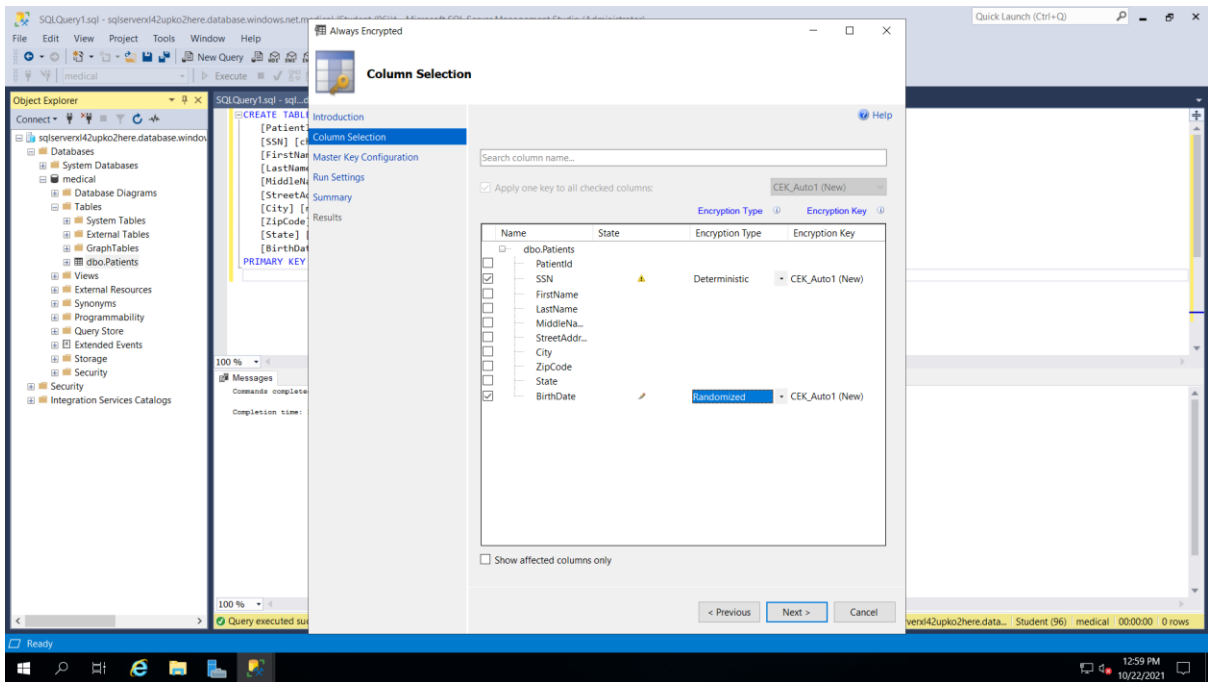 SQLQuery1.sql - sqlserverxl42upko2here.database.windows.net.medical (Student (96))* - Microsoft SQL Server Management Studio (Administrator)
Quick Launch (Ctrl+Q)
File Edit View Project Tools Window Help
New Query
medical
Execute
Object Explorer
Connect
sqlserverxl42upko2here.database.window
Databases
System Databases
medical
Database Diagrams
Tables
System Tables
External Tables
GraphTables
dbo.Patients
Views
External Resources
Synonyms
Programmability
Query Store
Extended Events
Storage
Security
Security
Integration Services Catalogs
SQLQuery1.sql - sql...d
CREATE TABL
[PatientI
[SSN] [c
[FirstNam
[LastName
[MiddleNa
[StreetAd
[City] [n
[ZipCode]
[State] [
[BirthDat
PRIMARY KEY
100 %
Messages
Commands complete
Completion time:
100 %
Query executed suc
Always Encrypted
Column Selection
Introduction
Column Selection
Master Key Configuration
Run Settings
Summary
Results
Help
Search column name...
Apply one key to all checked columns: CEK_Auto1 (New)
Encryption Type Encryption Key
Name State Encryption Type Encryption Key
dbo.Patients
PatientId
SSN Deterministic CEK_Auto1 (New)
FirstName
LastName
MiddleNa...
StreetAddr...
City
ZipCode
State
BirthDate Randomized CEK_Auto1 (New)
Show affected columns only
< Previous Next > Cancel
verxl42upko2here.data... Student (96) medical 00:00:00 0 rows
Ready
12:59 PM
10/22/2021